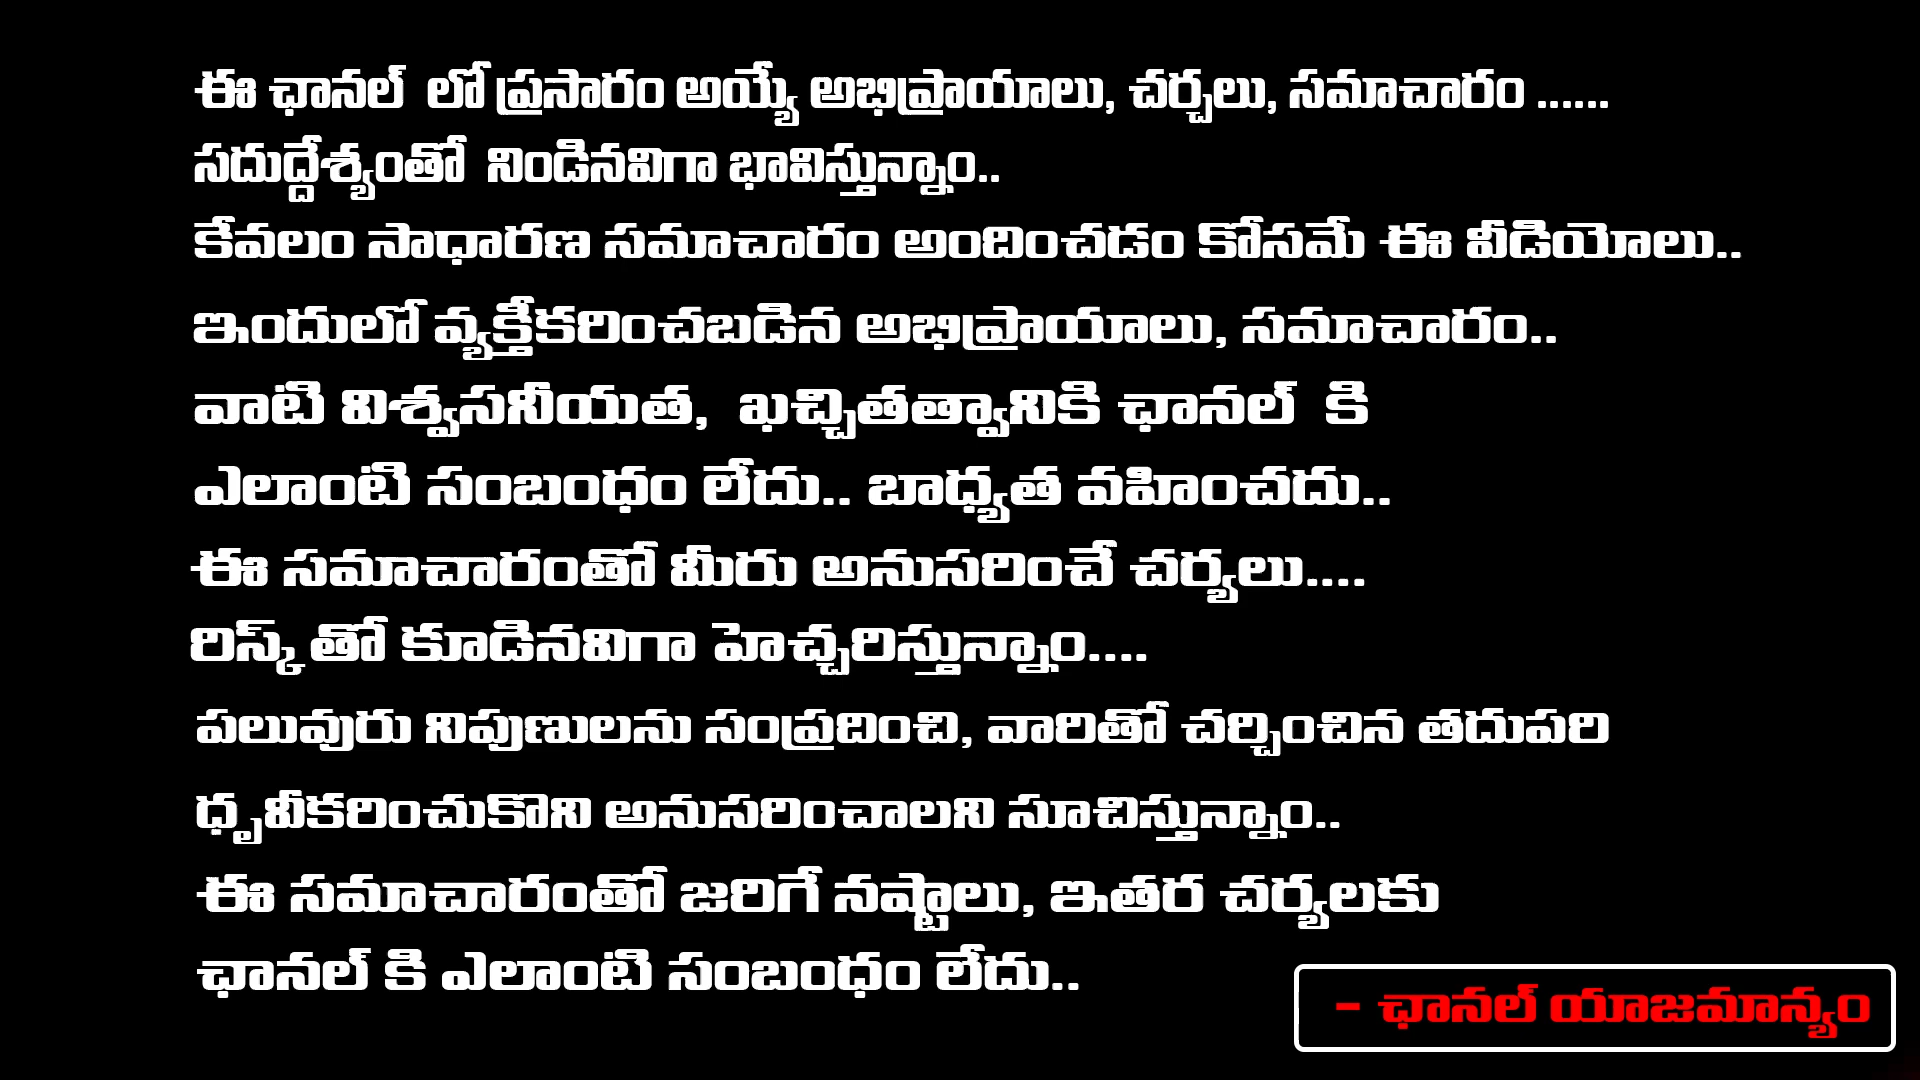 ఈ ఛానల్ లో ప్రసారం అయ్యే అభిప్రాయాలు, చర్చలు, సమాచారం ......
సదుద్దేశ్యంతో నిండినవిగా భావిస్తున్నాం..
కేవలం సాధారణ సమాచారం అందించడం కోసమే ఈ వీడియోలు..
ఇందులో వ్యక్తీకరించబడిన అభిప్రాయాలు, సమాచారం..
వాటి విశ్వసనీయత, ఖచ్చితత్వానికి ఛానల్ కి
ఎలాంటి సంబంధం లేదు.. బాధ్యత వహించదు..
ఈ సమాచారంతో మీరు అనుసరించే చర్యలు....
రిస్క్ తో కూడినవిగా హెచ్చరిస్తున్నాం....
పలువురు నిపుణులను సంప్రదించి, వారితో చర్చించిన తదుపరి
ధృవీకరించుకొని అనుసరించాలని సూచిస్తున్నాం..
ఈ సమాచారంతో జరిగే నష్టాలు, ఇతర చర్యలకు
ఛానల్ కి ఎలాంటి సంబంధం లేదు..
- ఛానల్ యాజమాన్యం